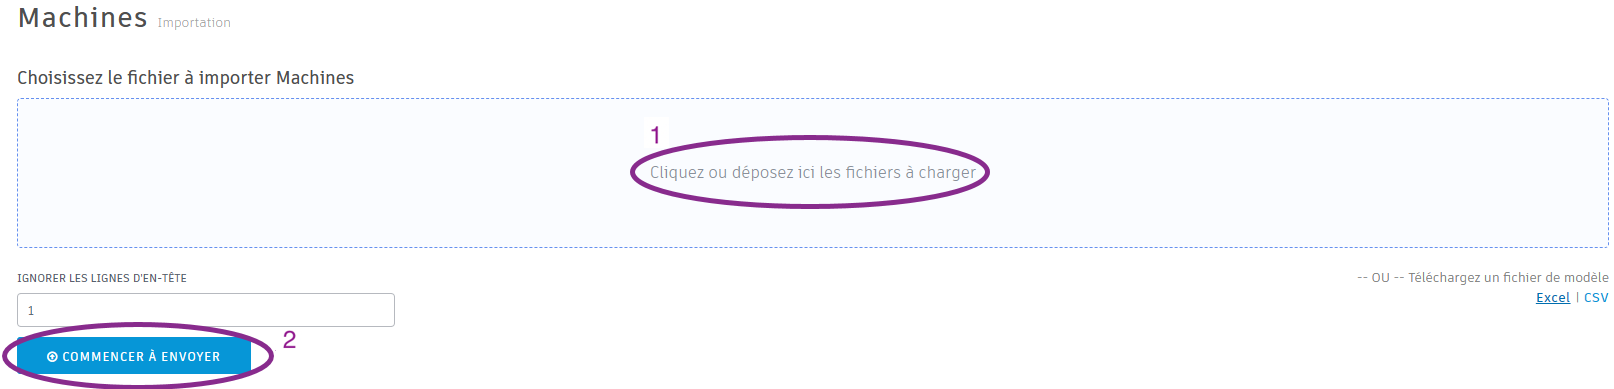 Machines Importation
Choisissez le fichier à importer Machines
1
Cliquez ou déposez ici les fichiers à charger
IGNORER LES LIGNES D'EN-TÊTE
-- OU -- Téléchargez un fichier de modèle
Excel | CSV
1
COMMENCER À ENVOYER
2